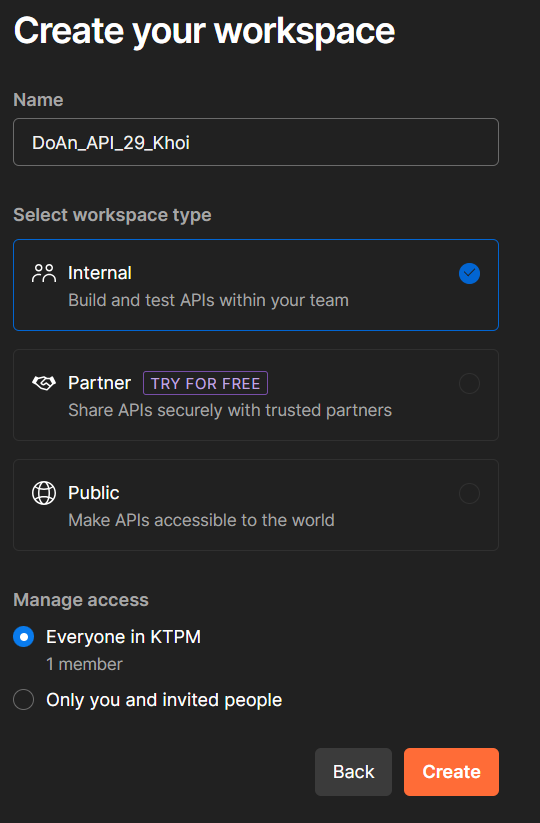 Create your workspace
Name
DoAn_API_29_Khoi
Select workspace type
Internal
Build and test APIs within your team
Partner TRY FOR FREE
Share APIs securely with trusted partners
Public
Make APIs accessible to the world
Manage access
Everyone in KTPM
1 member
Only you and invited people
Back Create